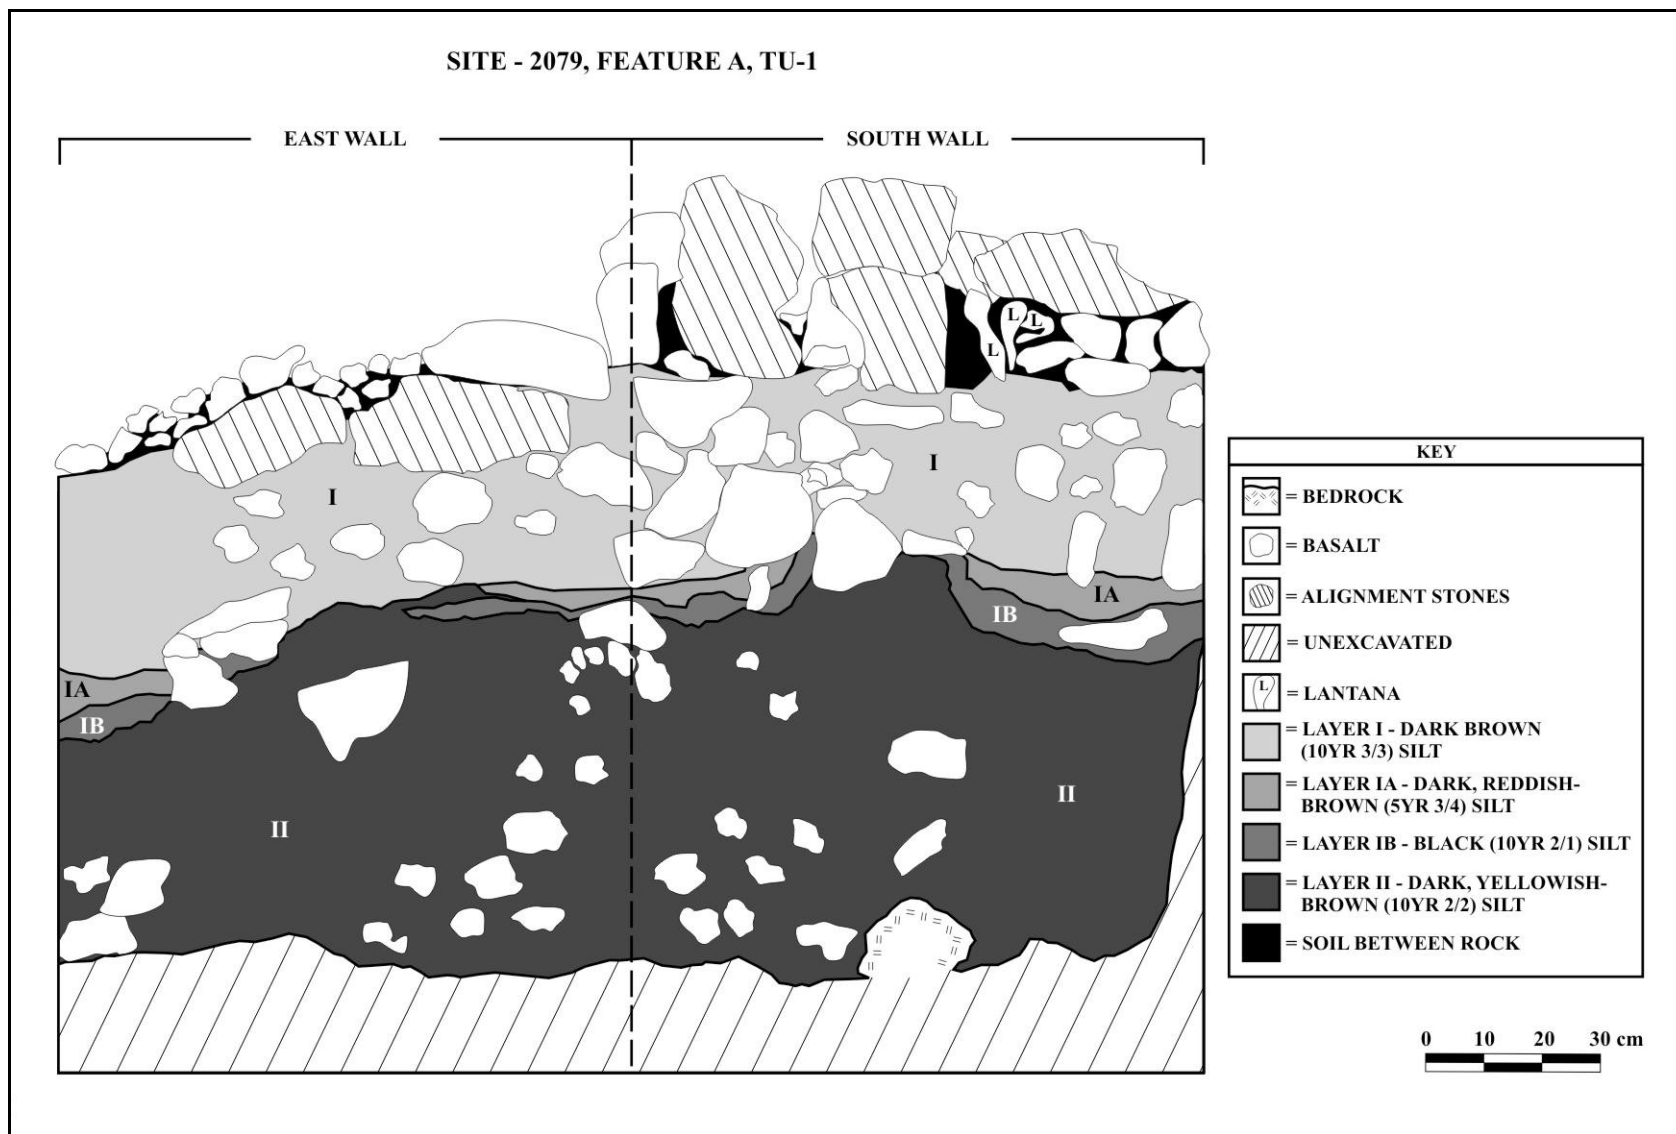 SITE - 2079, FEATURE A, TU-1
EAST WALL
SOUTH WALL
L
L
L
I
I
IA
IB
IA
IB
II
II
KEY
= BEDROCK
= BASALT
= ALIGNMENT STONES
= UNEXCAVATED
L
= LANTANA
= LAYER I - DARK BROWN
(10YR 3/3) SILT
= LAYER IA - DARK, REDDISH-
BROWN (5YR 3/4) SILT
= LAYER IB - BLACK (10YR 2/1) SILT
= LAYER II - DARK, YELLOWISH-
BROWN (10YR 2/2) SILT
= SOIL BETWEEN ROCK
0 10 20 30 cm